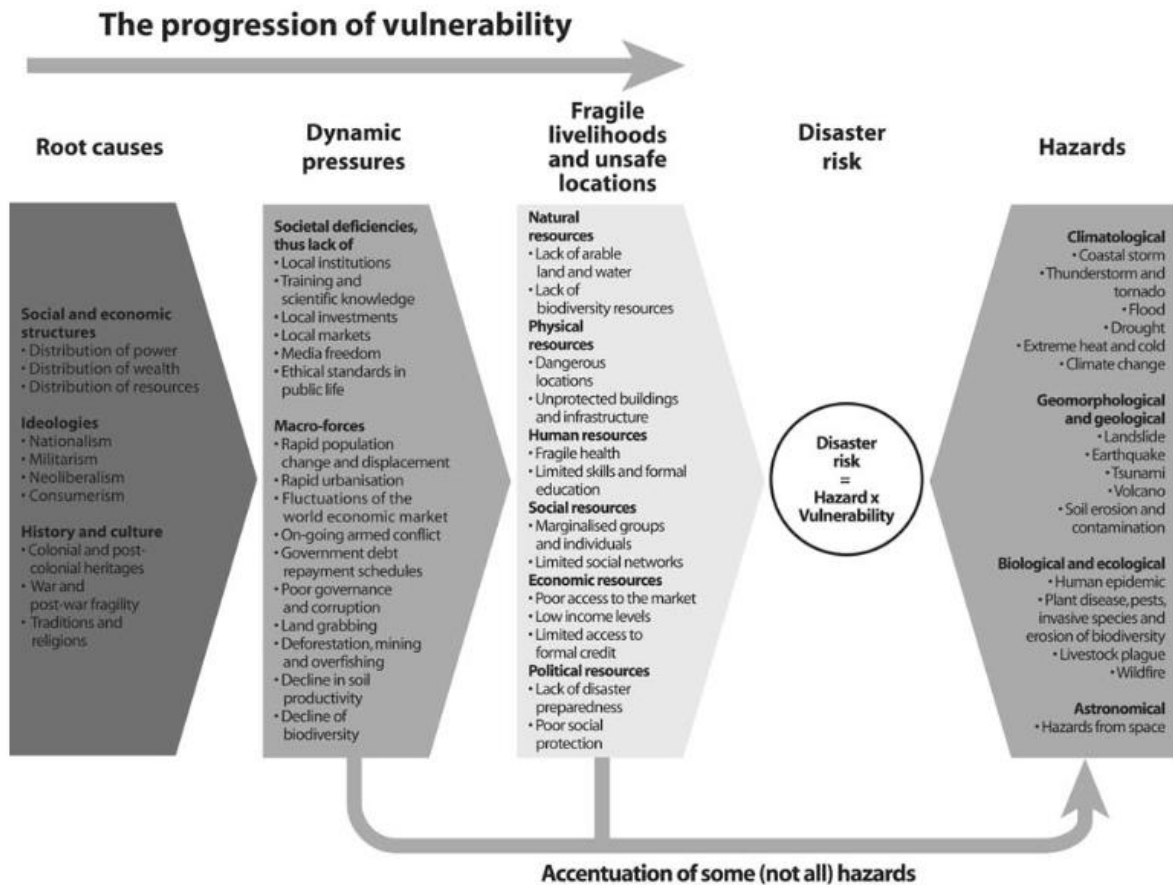 The progression of vulnerability
Root causes
Social and economic
structures
• Distribution of power
• Distribution of wealth
• Distribution of resources
Ideologies
• Nationalism
• Militarism
• Neoliberalism
• Consumerism
History and culture
• Colonial and post-
colonial heritages
• War and
post-war fragility
• Traditions and
religions
Dynamic
pressures
Societal deficiencies,
thus lack of
• Local institutions
• Training and
scientific knowledge
• Local investments
• Local markets
• Media freedom
• Ethical standards in
public life
Macro-forces
• Rapid population
change and displacement
• Rapid urbanisation
• Fluctuations of the
world economic market
• On-going armed conflict
• Government debt
repayment schedules
• Poor governance
and corruption
• Land grabbing
• Deforestation, mining
and overfishing
• Decline in soil
productivity
• Decline of
biodiversity
Fragile
livelihoods
and unsafe
locations
Natural
resources
• Lack of arable
land and water
• Lack of
biodiversity resources
Physical
resources
• Dangerous
locations
• Unprotected buildings
and infrastructure
Human resources
• Fragile health
• Limited skills and formal
education
Social resources
• Marginalised groups
and individuals
• Limited social networks
Economic resources
• Poor access to the market
• Low income levels
• Limited access to
formal credit
Political resources
• Lack of disaster
preparedness
• Poor social
protection
Disaster
risk
Disaster
risk
=
Hazard x
Vulnerability
Hazards
Climatological
• Coastal storm
• Thunderstorm and
tornado
• Flood
• Drought
• Extreme heat and cold
• Climate change
Geomorphological
and geological
• Landslide
• Earthquake
• Tsunami
• Volcano
• Soil erosion and
contamination
Biological and ecological
• Human epidemic
• Plant disease, pests,
invasive species and
erosion of biodiversity
• Livestock plague
• Wildfire
Astronomical
• Hazards from space
Accentuation of some (not all) hazards